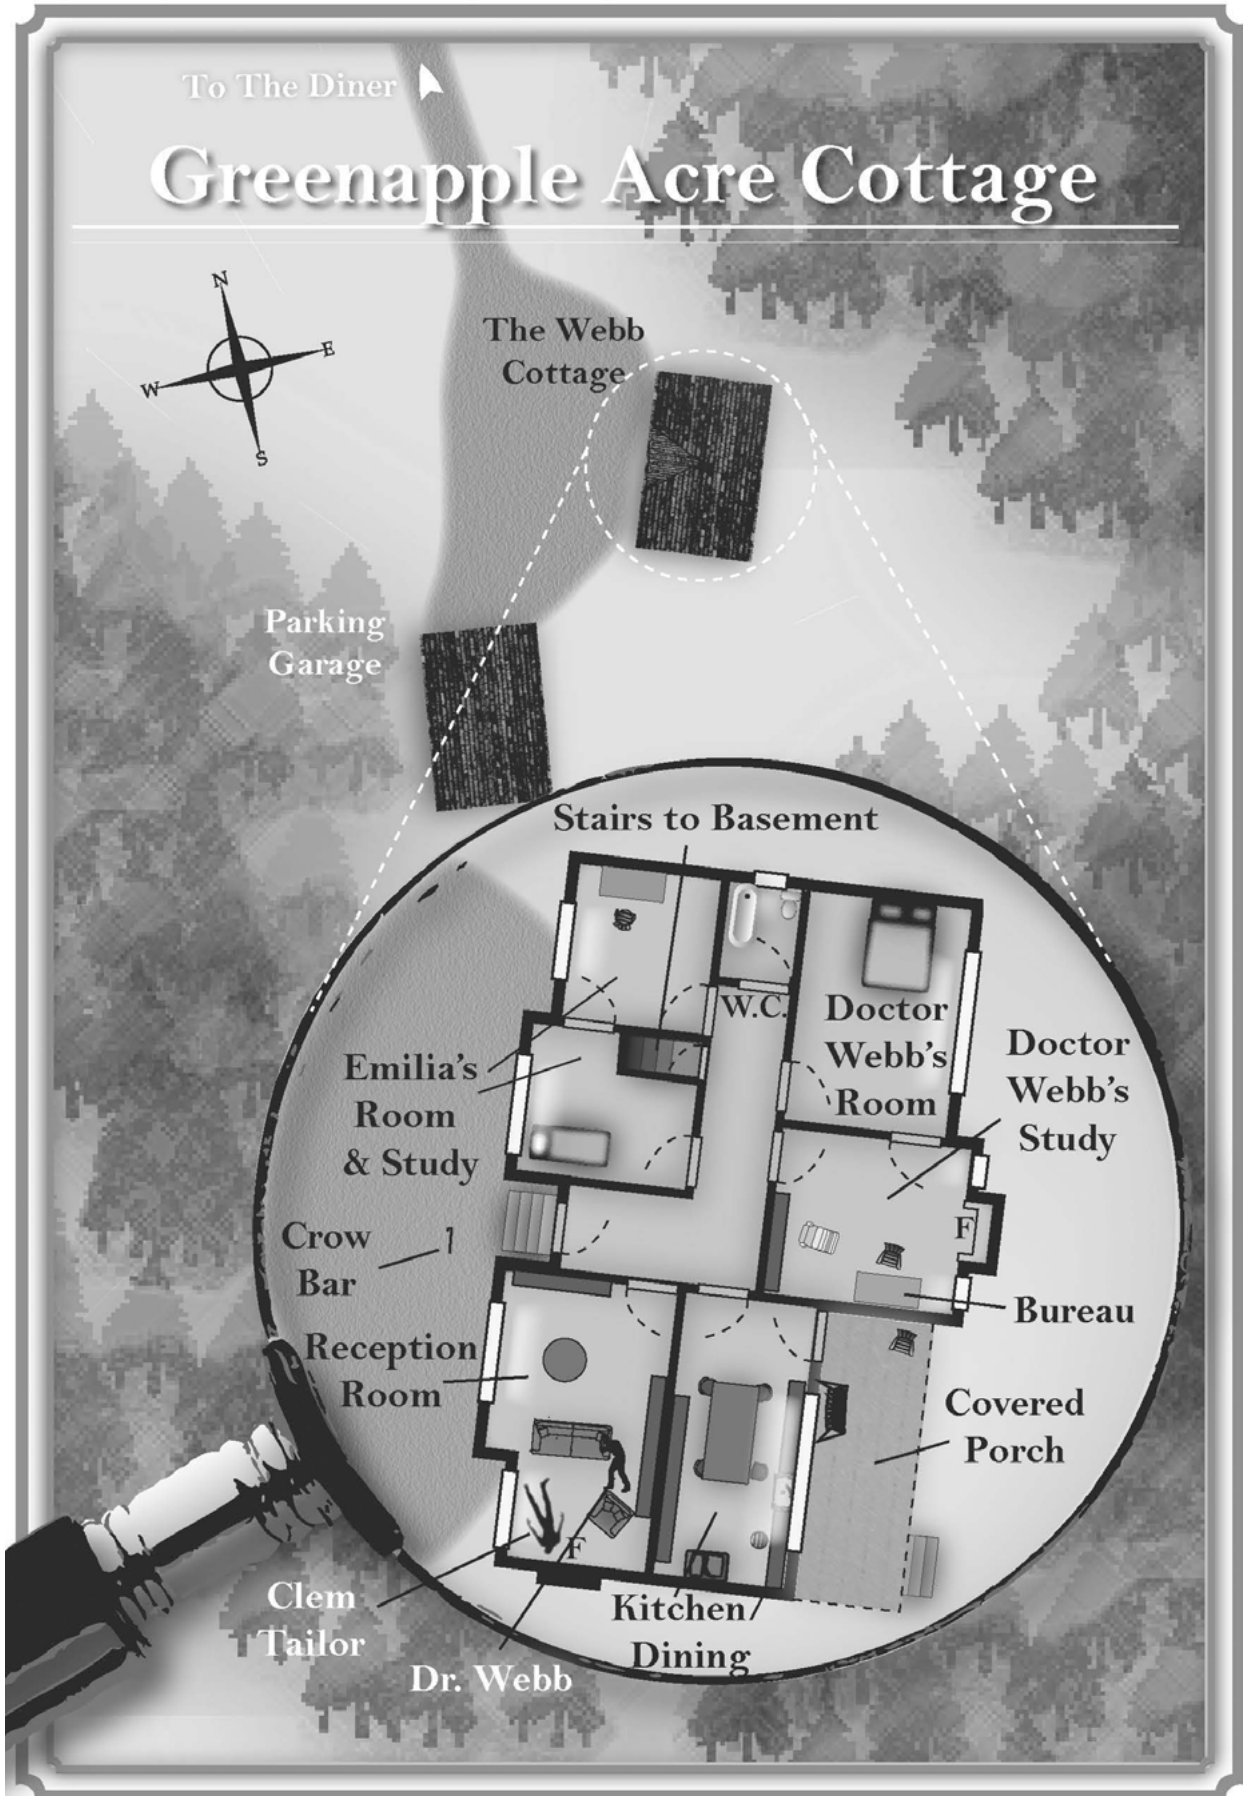 To The Diner
Greenapple Acre Cottage
N
E
W
S
The Webb
Cottage
Parking
Garage
Stairs to Basement
W.C.
Doctor
Webb's
Room
Doctor
Webb's
Study
Emilia's
Room
& Study
F
Crow
Bar
Bureau
Reception
Room
Covered
Porch
F
Clem
Tailor
Kitchen/
Dining
Dr. Webb